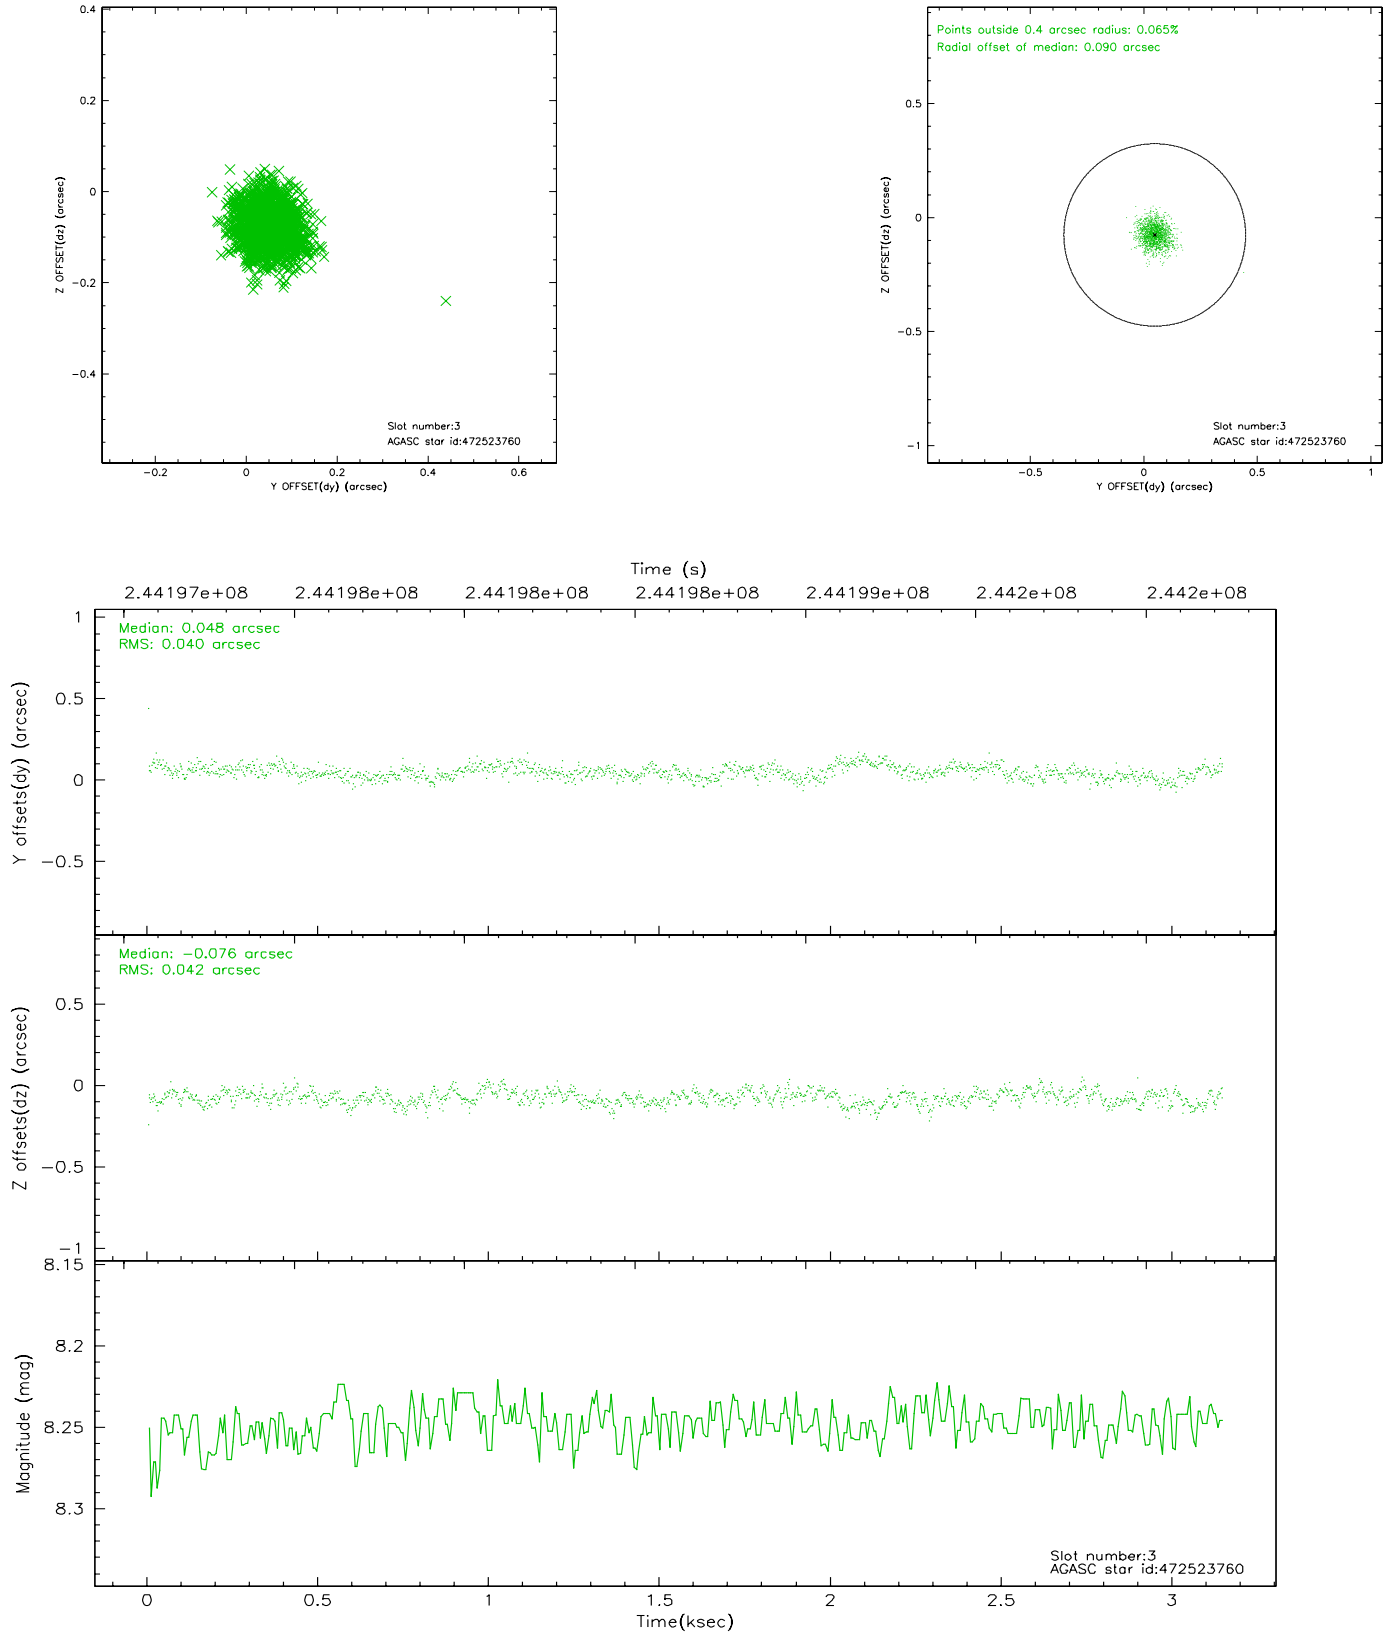 0.4
0.2
0
−0.2
−0.4
Z OFFSET(dz) (arcsec)
−0.2 0 0.2 0.4 0.6
Y OFFSET(dy) (arcsec)
Slot number:3
AGASC star id:472523760
Points outside 0.4 arcsec radius: 0.065%
Radial offset of median: 0.090 arcsec
0.5
0
−0.5
−1
Z OFFSET(dz) (arcsec)
−0.5 0 0.5 1
Y OFFSET(dy) (arcsec)
Slot number:3
AGASC star id:472523760
Time (s)
2.44197e+08 2.44198e+08 2.44198e+08 2.44198e+08 2.44199e+08 2.442e+08 2.442e+08
Median: 0.048 arcsec
RMS: 0.040 arcsec
1
0.5
0
−0.5
Y offsets(dy) (arcsec)
Median: −0.076 arcsec
RMS: 0.042 arcsec
0.5
0
−0.5
−1
Z offsets(dz) (arcsec)
8.15
8.2
8.25
8.3
Magnitude (mag)
Slot number:3
AGASC star id:472523760
0 0.5 1 1.5 2 2.5 3
Time(ksec)